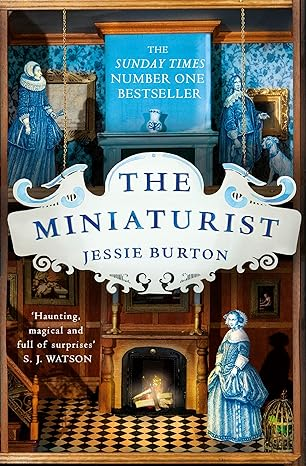 THE
SUNDAY TIMES
NUMBER ONE
BESTSELLER
THE
MINIATURIST
JESSIE BURTON
‘Haunting,
magical and
full of surprises’
S. J. WATSON